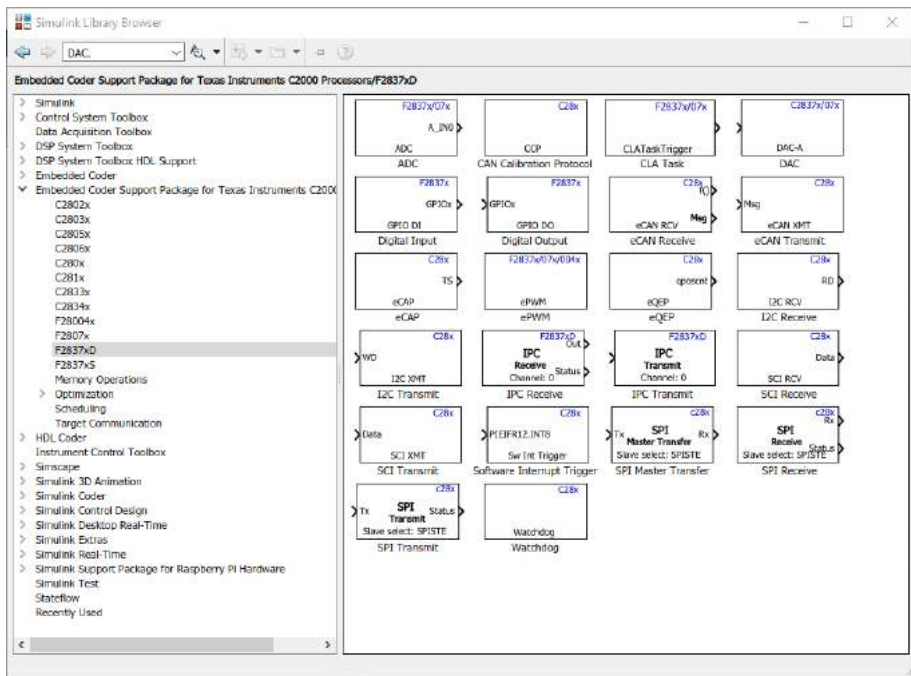 Simulink Library Browser
DAC.
Embedded Coder Support Package for Texas Instruments C2000 Processors/F2837xD
Simulink
Control System Toolbox
Data Acquisition Toolbox
DSP System Toolbox
DSP System Toolbox HDL Support
Embedded Coder
Embedded Coder Support Package for Texas Instruments C200
C2802x
C2803x
C2805x
C2806x
C280x
C281x
C2833x
C2834x
F28004x
F2807x
F2837xD
F2837xS
Memory Operations
Optimization
Scheduling
Target Communication
HDL Coder
Instrument Control Toolbox
Simscape
Simulink 3D Animation
Simulink Coder
Simulink Control Design
Simulink Desktop Real-Time
Simulink Extras
Simulink Real-Time
Simulink Support Package for Raspberry Pi Hardware
Simulink Test
Stateflow
Recently Used
F2837x/07x
A_IN0
ADC
ADC
C28x
CCP
CAN Calibration Protocol
F2837x/07x
CLATaskTrigger
CLA Task
C2837x/07x
DAC-A
DAC
F2837x
GPIOx
GPIO DI
Digital Input
F2837x
GPIOx
GPIO DO
Digital Output
C28x
f()
Msg
eCAN RCV
eCAN Receive
C28x
Msg
eCAN XMT
eCAN Transmit
C28x
TS
eCAP
eCAP
F2837x/07x/004x
ePWM
ePWM
C28x
qposcnt
eQEP
eQEP
C28x
RD
I2C RCV
I2C Receive
C28x
WD
I2C XMT
I2C Transmit
F2837xD
Out
IPC
Receive
Status
Channel: 0
IPC Receive
F2837xD
IPC
Transmit
Channel: 0
IPC Transmit
C28x
Data
SCI RCV
SCI Receive
C28x
Data
SCI XMT
SCI Transmit
C28x
PIEIFR12.INT8
Sw Int Trigger
Software Interrupt Trigger
c28x
Tx
SPI
Rx
Master Transfer
Slave select: SPISTE
SPI Master Transfer
c28x
Rx
SPI
Receive
Status
Slave select: SPISTE
SPI Receive
c28x
Tx
SPI
Status
Transmit
Slave select: SPISTE
SPI Transmit
C28x
Watchdog
Watchdog